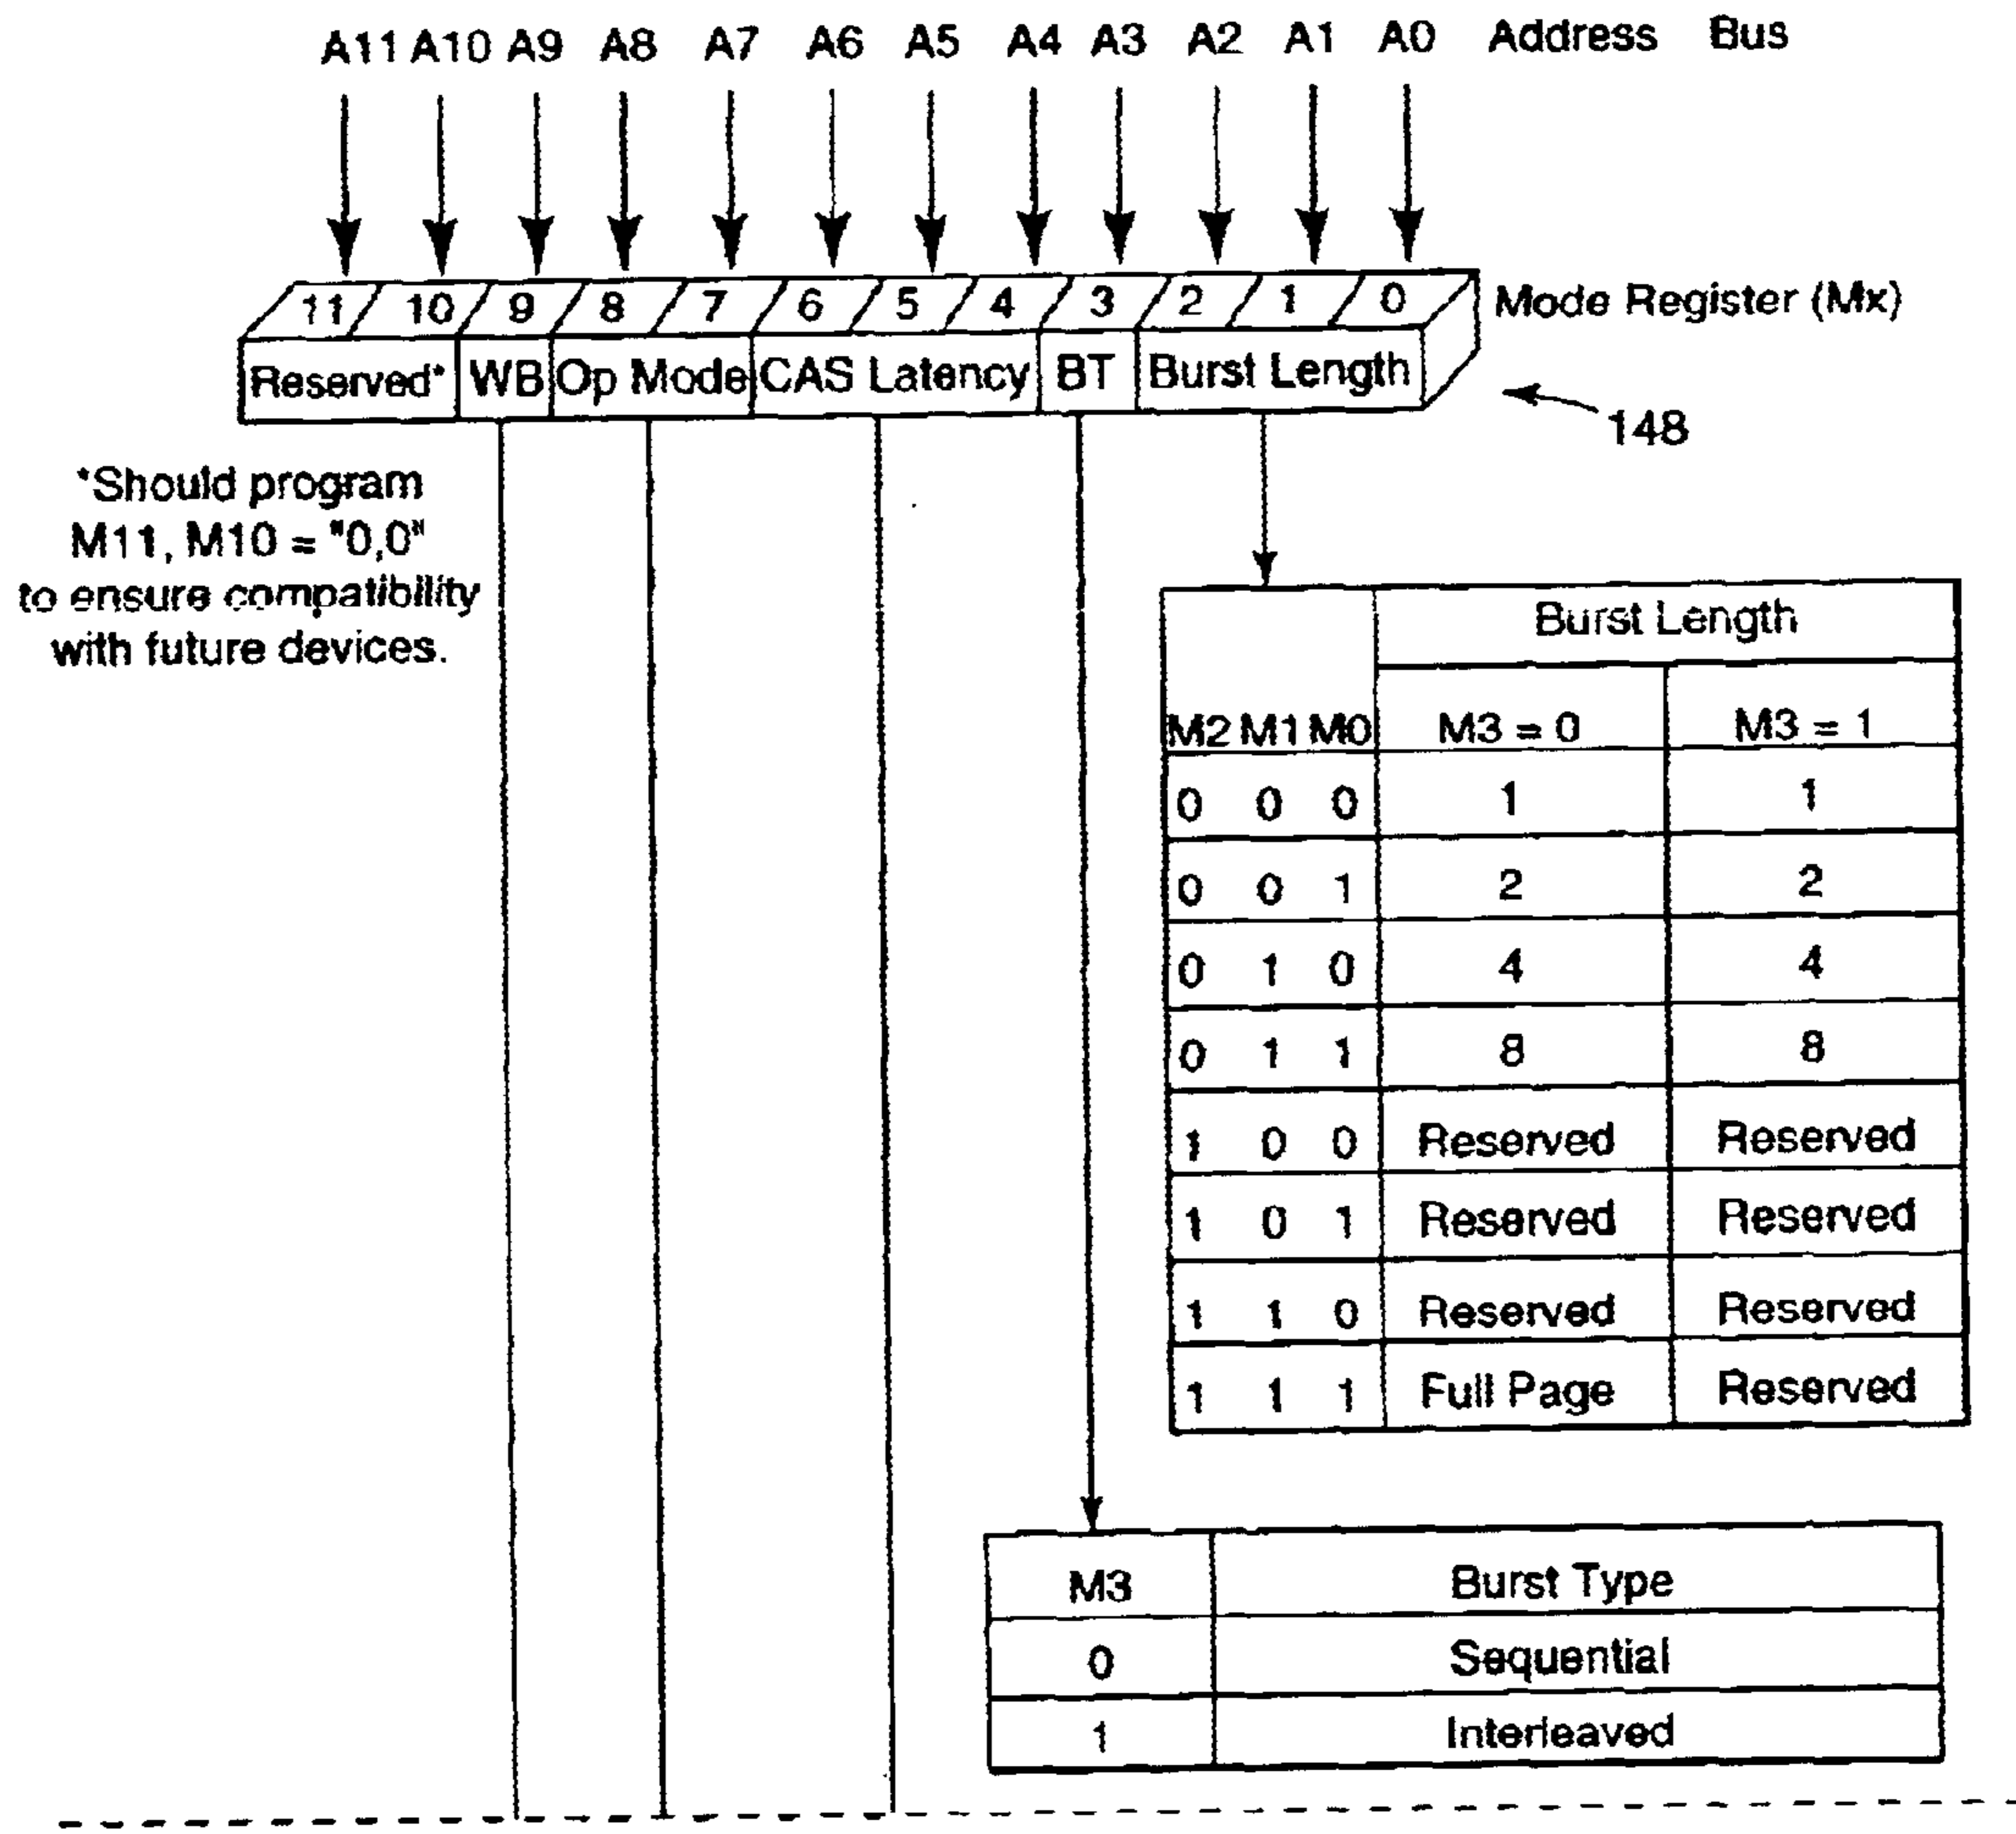 A11 A10 A9 A8 A7 A6 A5 A4 A3 A2 A1 A0 Address Bus
11 10 9 8 7 6 5 4 3 2 1 0 Mode Register (Mx)
Reserved* WB Op Mode CAS Latency BT Burst Length
148
*Should program
M11, M10 = "0,0"
to ensure compatibility
with future devices.
Burst Length
M2 M1 M0 M3 = 0 M3 = 1
0 0 0 1 1
0 0 1 2 2
0 1 0 4 4
0 1 1 8 8
1 0 0 Reserved Reserved
1 0 1 Reserved Reserved
1 1 0 Reserved Reserved
1 1 1 Full Page Reserved
M3 Burst Type
0 Sequential
1 Interleaved